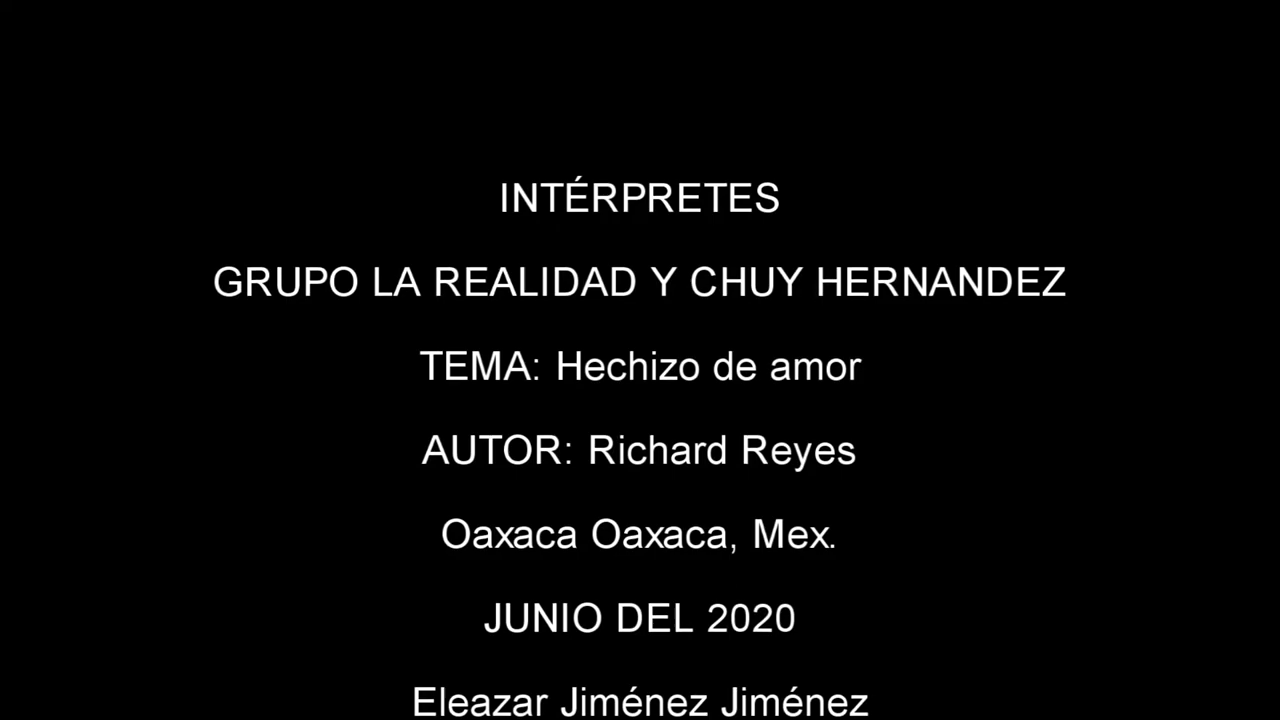 INTÉRPRETES
GRUPO LA REALIDAD Y CHUY HERNANDEZ
TEMA: Hechizo de amor
AUTOR: Richard Reyes
Oaxaca Oaxaca, Mex.
JUNIO DEL 2020
Eleazar Jiménez Jiménez